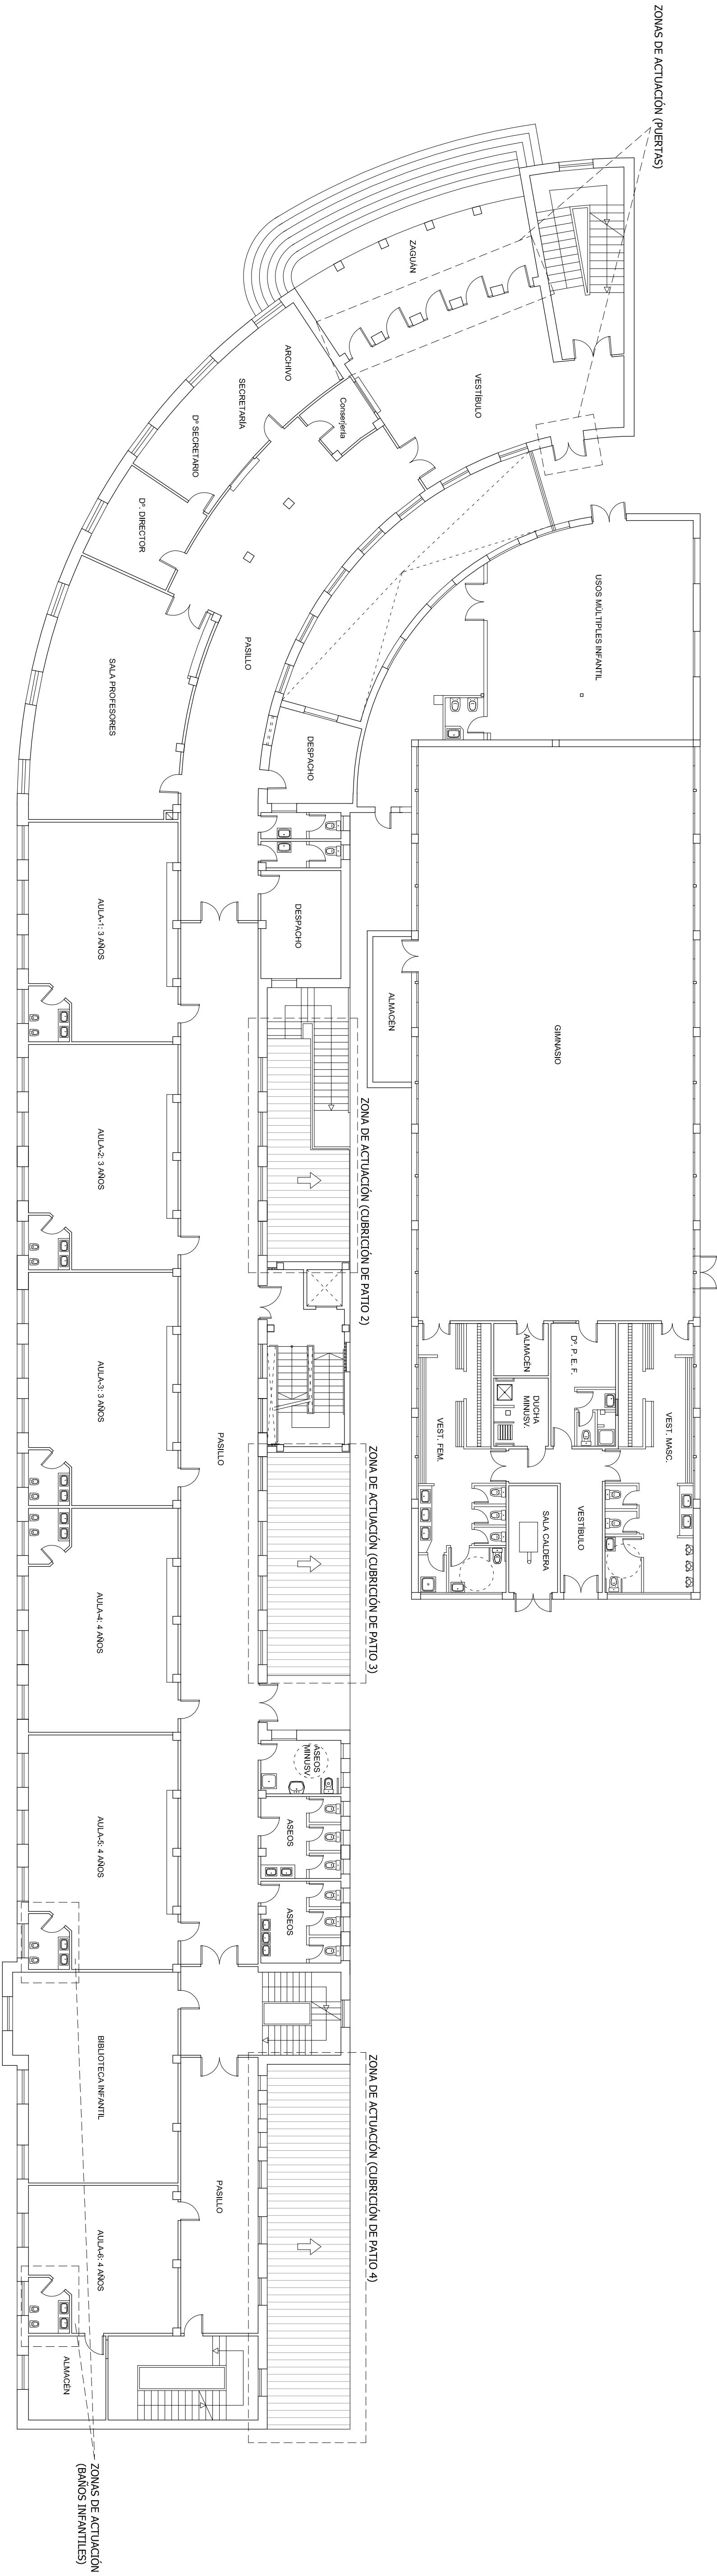 ZONAS DE ACTUACIÓN (PUERTAS)
ZAGUÁN
VESTÍBULO
ARCHIVO
SECRETARÍA
Dº SECRETARIO
Dº. DIRECTOR
Conserjería
SALA PROFESORES
PASILLO
DESPACHO
DESPACHO
USOS MÚLTIPLES INFANTIL
GIMNASIO
ALMACÉN
ALMACÉN
Dº. P. E. F.
DUCHA
MINUSV.
VEST. FEM.
VEST. MASC.
VESTÍBULO
SALA CALDERA
ZONA DE ACTUACIÓN (CUBRICIÓN DE PATIO 2)
ZONA DE ACTUACIÓN (CUBRICIÓN DE PATIO 3)
ZONA DE ACTUACIÓN (CUBRICIÓN DE PATIO 4)
AULA-1: 3 AÑOS
AULA-2: 3 AÑOS
AULA-3: 3 AÑOS
AULA-4: 4 AÑOS
AULA-5: 4 AÑOS
PASILLO
ASEOS
MINUSV.
ASEOS
ASEOS
BIBLIOTECA INFANTIL
AULA-6: 4 AÑOS
PASILLO
ALMACÉN
ZONAS DE ACTUACIÓN
(BAÑOS INFANTILES)